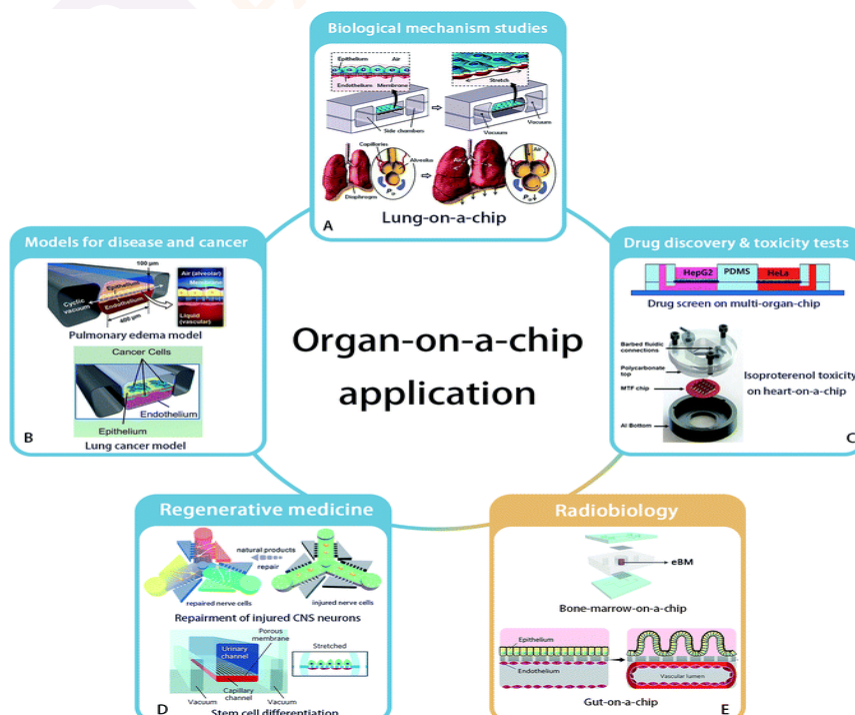 Biological mechanism studies
Epithelium
Air
Endothelium
Membrane
Stretch
Side chambers
Vacuum
Vacuum
Capillaries
Alveolus
Diaphragm
Air
Air
A
Lung-on-a-chip
Models for disease and cancer
100 μm
Air (alveolar)
Epithelium
Membrane
Cyclic
vacuum
Endothelium
400 μm
Liquid
(vascular)
Pulmonary edema model
Cancer Cells
Endothelium
Epithelium
B
Lung cancer model
Drug discovery & toxicity tests
HepG2
PDMS
HeLa
Drug screen on multi-organ-chip
Barbed fluidic
connections
Polycarbonate
top
MTF chip
Al Bottom
Isoproterenol toxicity
on heart-on-a-chip
C
Organ-on-a-chip
application
Regenerative medicine
natural products
repair
repaired nerve cells
injured nerve cells
Repairment of injured CNS neurons
Porous
membrane
Urinary
channel
Stretched
Capillary
channel
Vacuum
Vacuum
D
Stem cell differentiation
Radiobiology
eBM
Bone-marrow-on-a-chip
Epithelium
Endothelium
Vascular lumen
Gut-on-a-chip
E